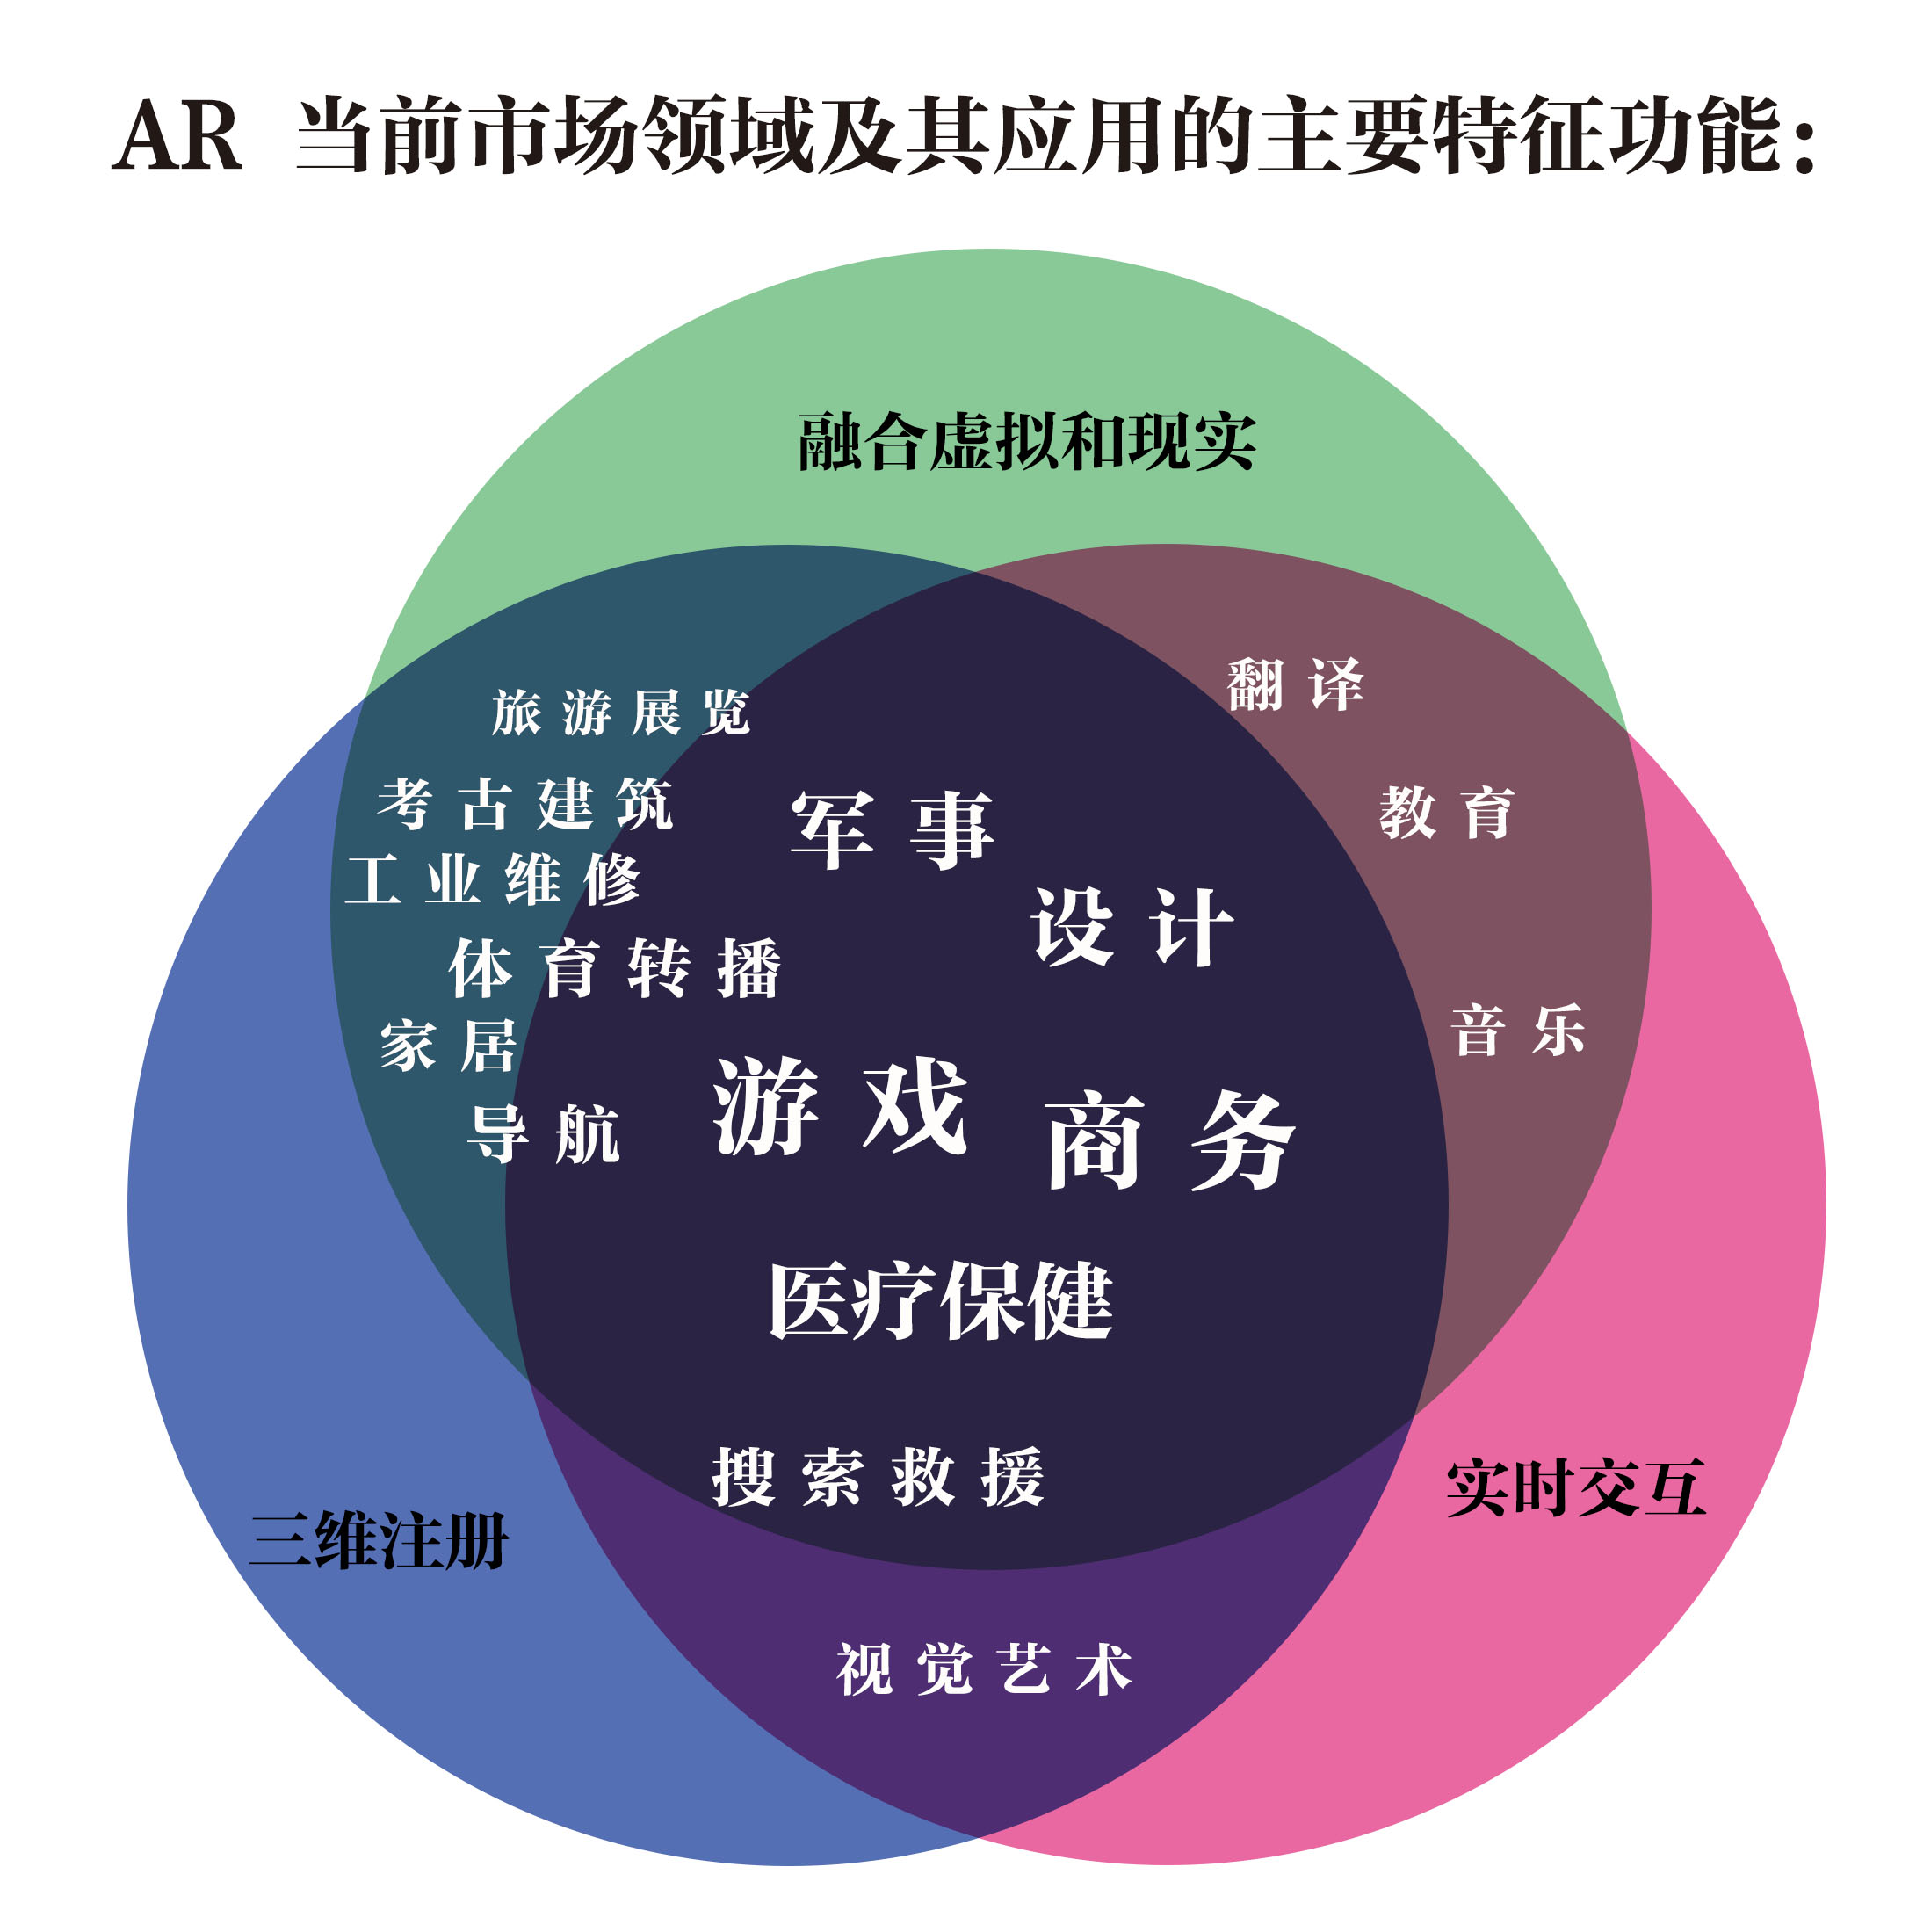 AR 当前市场领域及基应用的主要特征功能：
融合虚拟和现实
翻译
旅游展览
考古建筑
军事
教育
工业维修
设计
体育转播
家居
音乐
游戏
商务
导航
医疗保健
搜索救援
实时交互
三维注册
视觉艺术